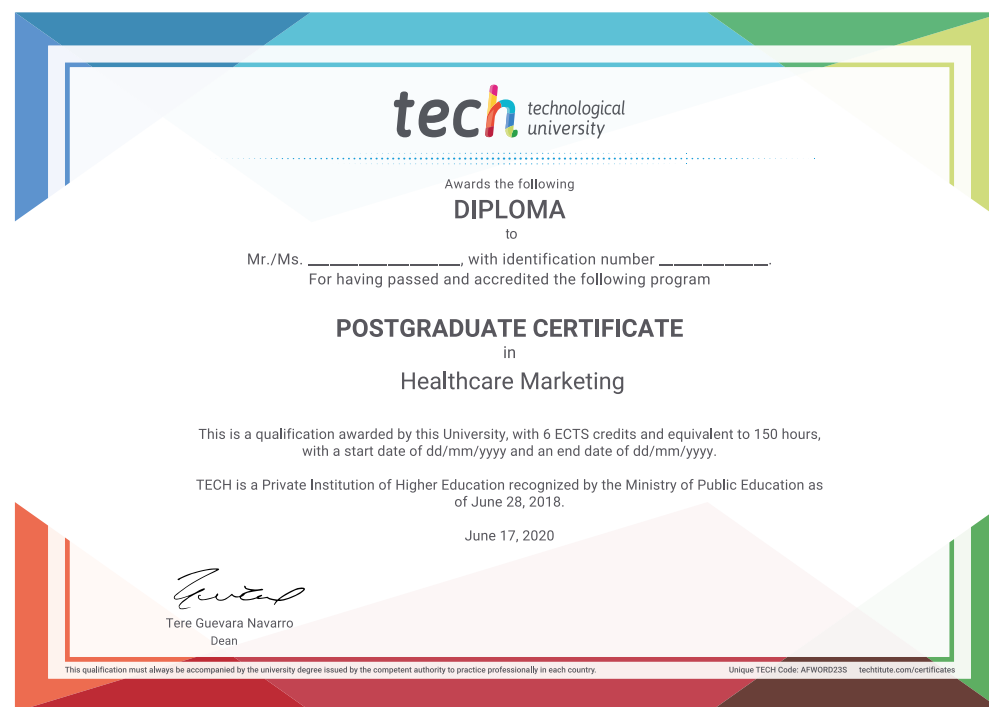 tech technological
university
Awards the following
DIPLOMA
to
Mr./Ms. ____________________, with identification number ______________.
For having passed and accredited the following program
POSTGRADUATE CERTIFICATE
in
Healthcare Marketing
This is a qualification awarded by this University, with 6 ECTS credits and equivalent to 150 hours,
with a start date of dd/mm/yyyy and an end date of dd/mm/yyyy.
TECH is a Private Institution of Higher Education recognized by the Ministry of Public Education as
of June 28, 2018.
June 17, 2020
Tere Guevara Navarro
Dean
This qualification must always be accompanied by the university degree issued by the competent authority to practice professionally in each country.
Unique TECH Code: AFWORD23S techtitute.com/certificates